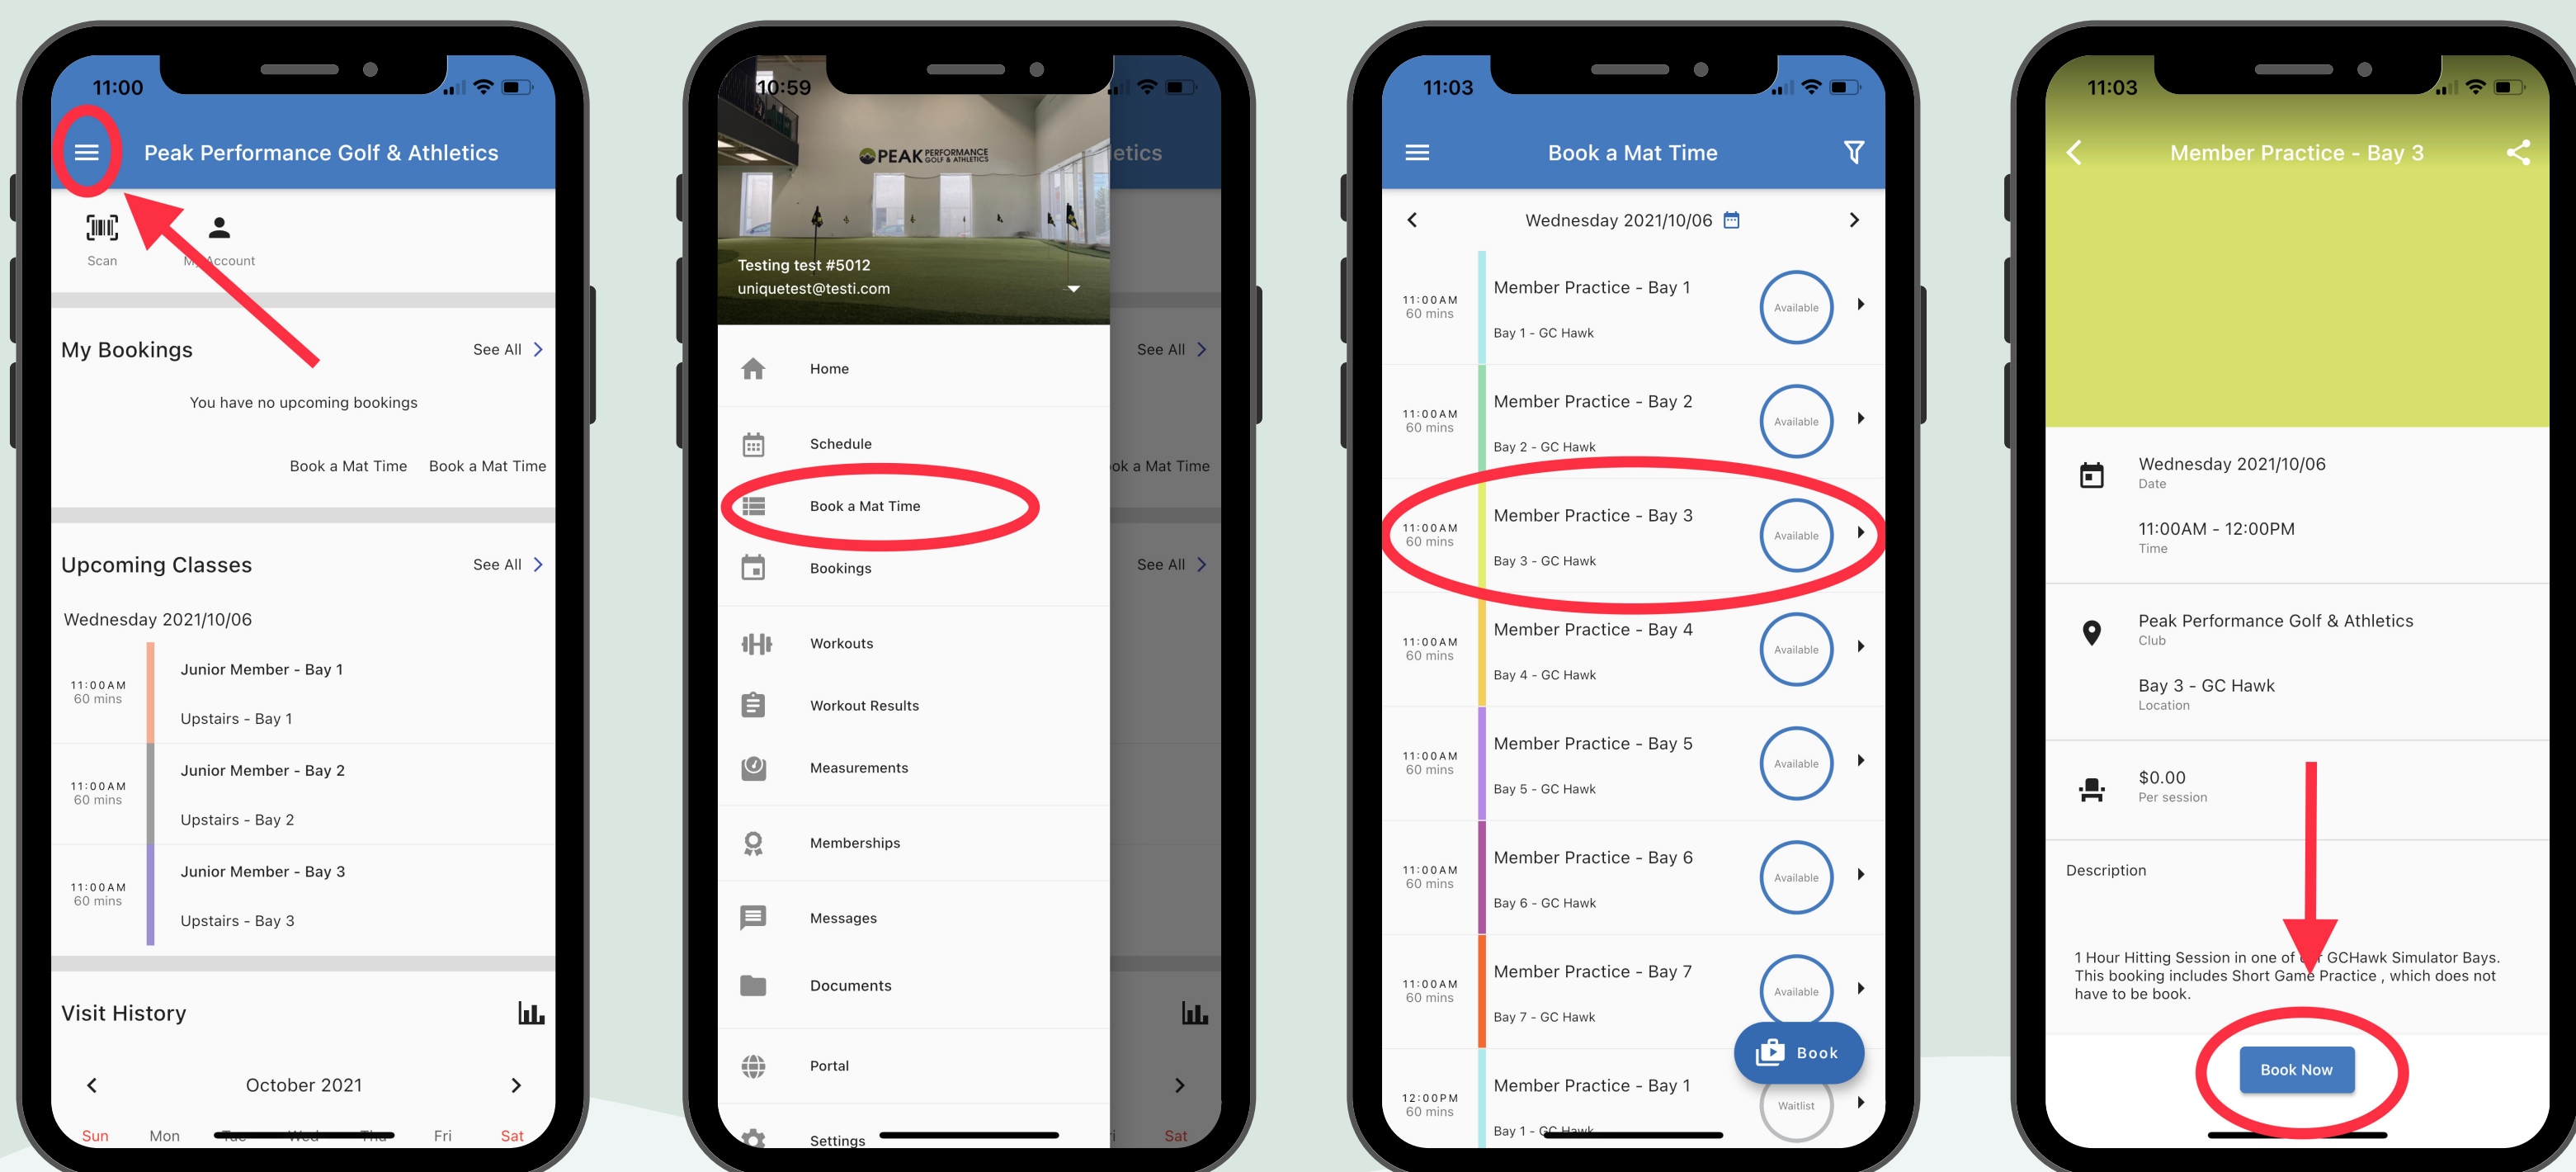 11:00
Peak Performance Golf & Athletics
Scan
My Account
My Bookings
See All
You have no upcoming bookings
Book a Mat Time Book a Mat Time
Upcoming Classes
See All
Wednesday 2021/10/06
11:00AM
60 mins
Junior Member - Bay 1
Upstairs - Bay 1
11:00AM
60 mins
Junior Member - Bay 2
Upstairs - Bay 2
11:00AM
60 mins
Junior Member - Bay 3
Upstairs - Bay 3
Visit History
October 2021
Sun Mon Tue Wed Thu Fri Sat
10:59
PEAK PERFORMANCE
GOLF & ATHLETICS
etics
Testing test #5012
uniquetest@testi.com
Home
See All
Schedule
ok a Mat Time
Book a Mat Time
Bookings
See All
Workouts
Workout Results
Measurements
Memberships
Messages
Documents
Portal
Settings
i Sat
11:03
Book a Mat Time
Wednesday 2021/10/06
11:00AM
60 mins
Member Practice - Bay 1
Bay 1 - GC Hawk
Available
11:00AM
60 mins
Member Practice - Bay 2
Bay 2 - GC Hawk
Available
11:00AM
60 mins
Member Practice - Bay 3
Bay 3 - GC Hawk
Available
11:00AM
60 mins
Member Practice - Bay 4
Bay 4 - GC Hawk
Available
11:00AM
60 mins
Member Practice - Bay 5
Bay 5 - GC Hawk
Available
11:00AM
60 mins
Member Practice - Bay 6
Bay 6 - GC Hawk
Available
11:00AM
60 mins
Member Practice - Bay 7
Bay 7 - GC Hawk
Available
Book
12:00PM
60 mins
Member Practice - Bay 1
Bay 1 - GC Hawk
Waitlist
11:03
Member Practice - Bay 3
Wednesday 2021/10/06
Date
11:00AM - 12:00PM
Time
Peak Performance Golf & Athletics
Club
Bay 3 - GC Hawk
Location
$0.00
Per session
Description
1 Hour Hitting Session in one of our GCHawk Simulator Bays.
This booking includes Short Game Practice , which does not
have to be book.
Book Now